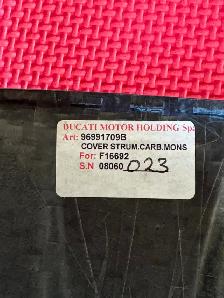 DUCATI MOTOR HOLDING Sp.
Art: 96991709B
COVER STRUM.CARB.MONS
For: F16692
S.N 08060 023